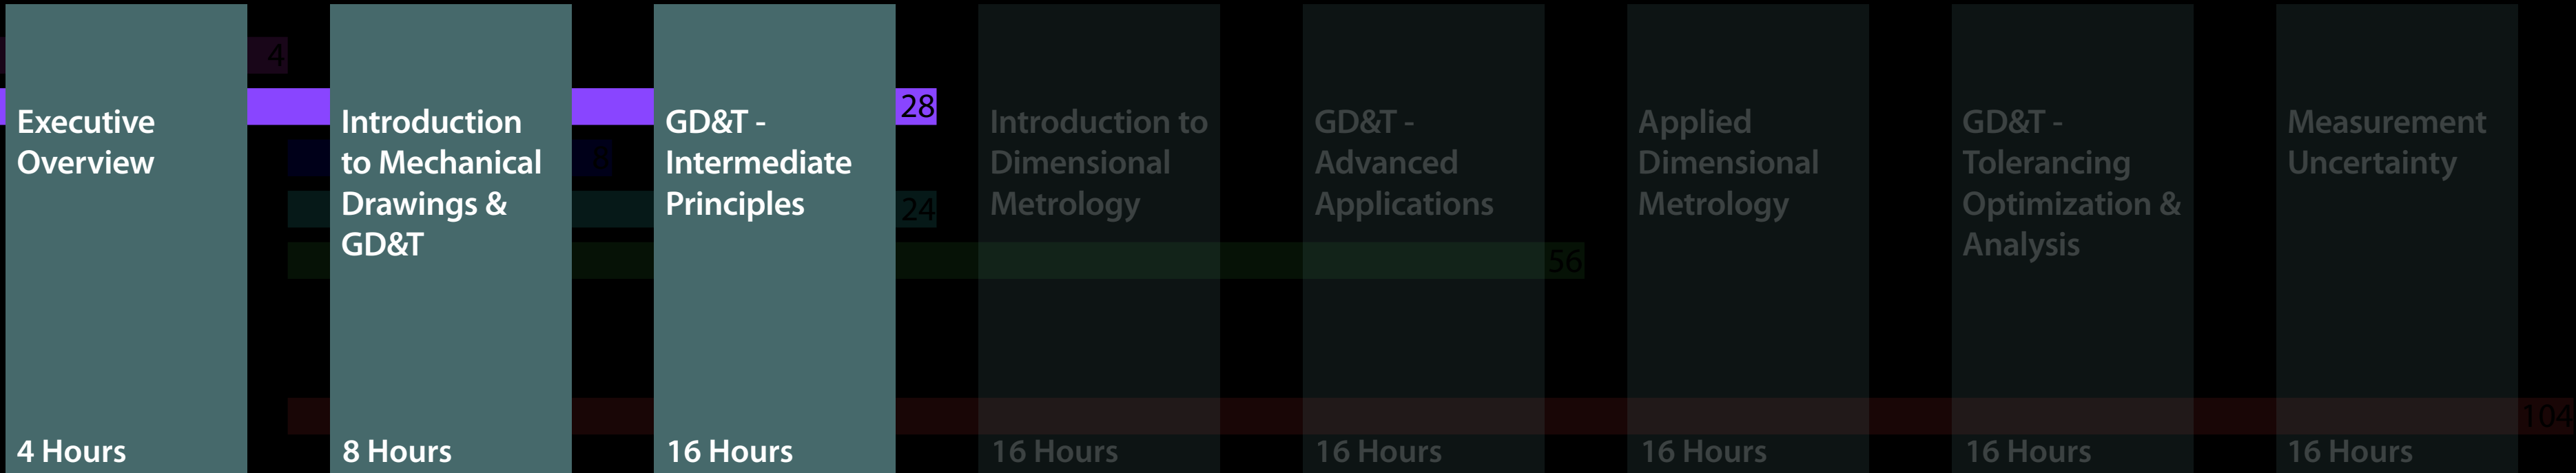 4
28
8
24
56
104
Executive
Overview
4 Hours
Introduction
to Mechanical
Drawings &
GD&T
8 Hours
GD&T -
Intermediate
Principles
16 Hours
Introduction to
Dimensional
Metrology
16 Hours
GD&T -
Advanced
Applications
16 Hours
Applied
Dimensional
Metrology
16 Hours
GD&T -
Tolerancing
Optimization &
Analysis
16 Hours
Measurement
Uncertainty
16 Hours